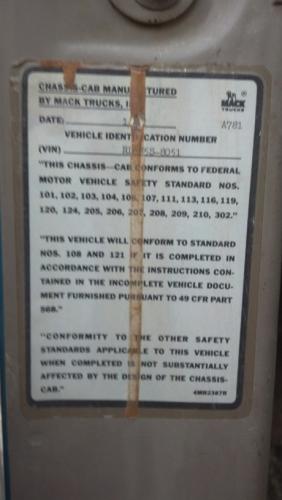 CHASSIS-CAB MANUFACTURED
BY MACK TRUCKS,
MACK
TRUCKS
®
DATE:
A781
VEHICLE IDENTIFICATION NUMBER
(VIN)
"THIS CHASSIS—CAB CONFORMS TO FEDERAL
MOTOR VEHICLE SAFETY STANDARD NOS.
101, 102, 103, 104, 106, 107, 111, 113, 116, 119,
120, 124, 205, 206, 207, 208, 209, 210, 302."
"THIS VEHICLE WILL CONFORM TO STANDARD
NOS. 108 AND 121 IF IT IS COMPLETED IN
ACCORDANCE WITH THE INSTRUCTIONS CON-
TAINED IN THE INCOMPLETE VEHICLE DOCU-
MENT FURNISHED PURSUANT TO 49 CFR PART
568."
"CONFORMITY TO THE OTHER SAFETY
STANDARDS APPLICABLE TO THIS VEHICLE
WHEN COMPLETED IS NOT SUBSTANTIALLY
AFFECTED BY THE DESIGN OF THE CHASSIS-
CAB."
4MR2387B